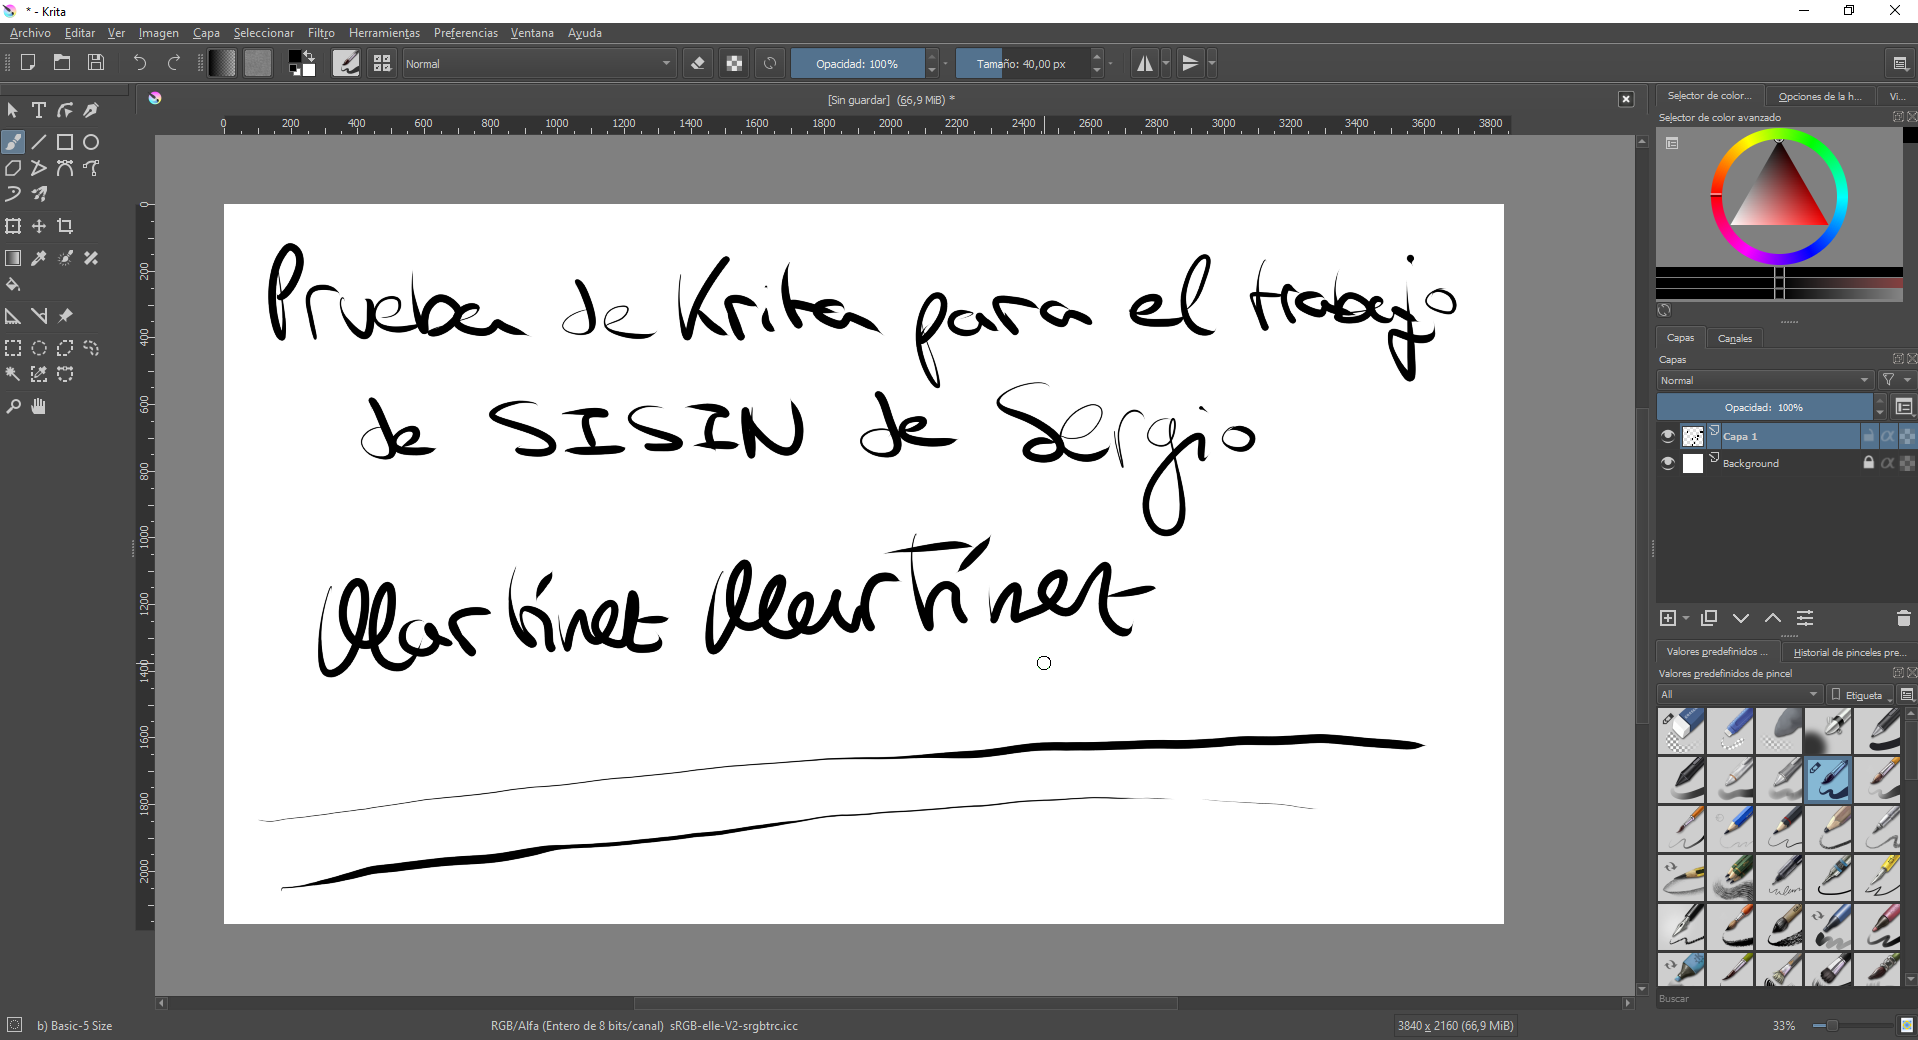 * - Krita
Archivo Editar Ver Imagen Capa Seleccionar Filtro Herramientas Preferencias Ventana Ayuda
Normal Opacidad: 100% Tamaño: 40,00 px
[Sin guardar] (66,9 MiB) *
Selector de color... Opciones de la h... Vi...
Selector de color avanzado
0 200 400 600 800 1000 1200 1400 1600 1800 2000 2200 2400 2600 2800 3000 3200 3400 3600 3800
0 200 400 600 800 1000 1200 1400 1600 1800 2000
Prueba de Krita para el trabajo
de SISIN de Sergio
Martínez Martínez
Capas Canales
Capas
Normal
Opacidad: 100%
Capa 1
Background
Valores predefinidos ... Historial de pinceles pre...
Valores predefinidos de pincel
All Etiqueta
Buscar
b) Basic-5 Size RGB/Alfa (Entero de 8 bits/canal) sRGB-elle-V2-srgbtrc.icc 3840 x 2160 (66,9 MiB) 33%